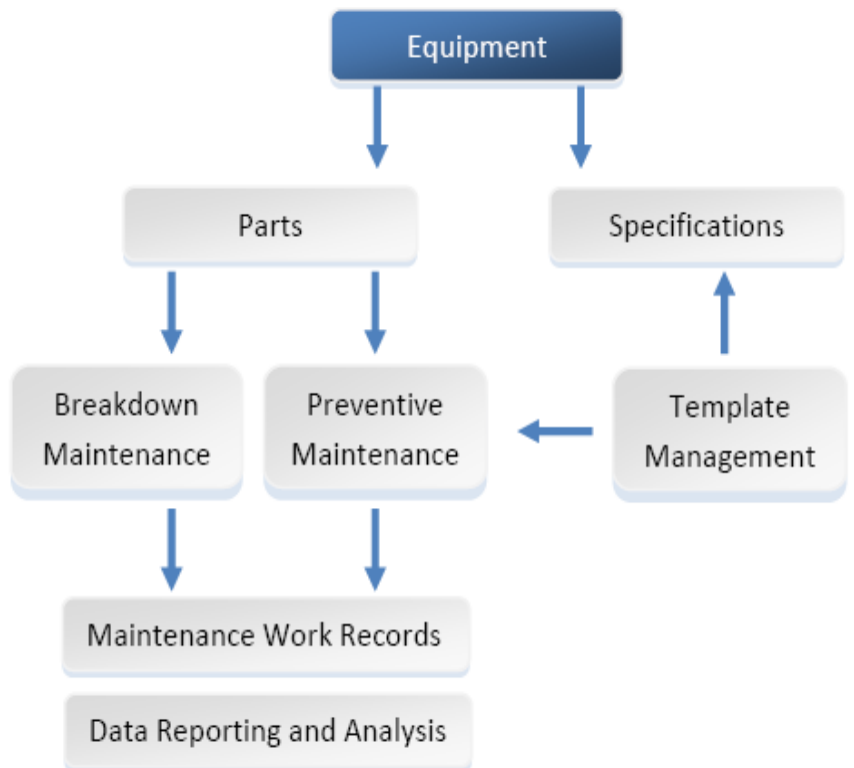 Equipment
Parts
Specifications
Breakdown
Maintenance
Preventive
Maintenance
Template
Management
Maintenance Work Records
Data Reporting and Analysis